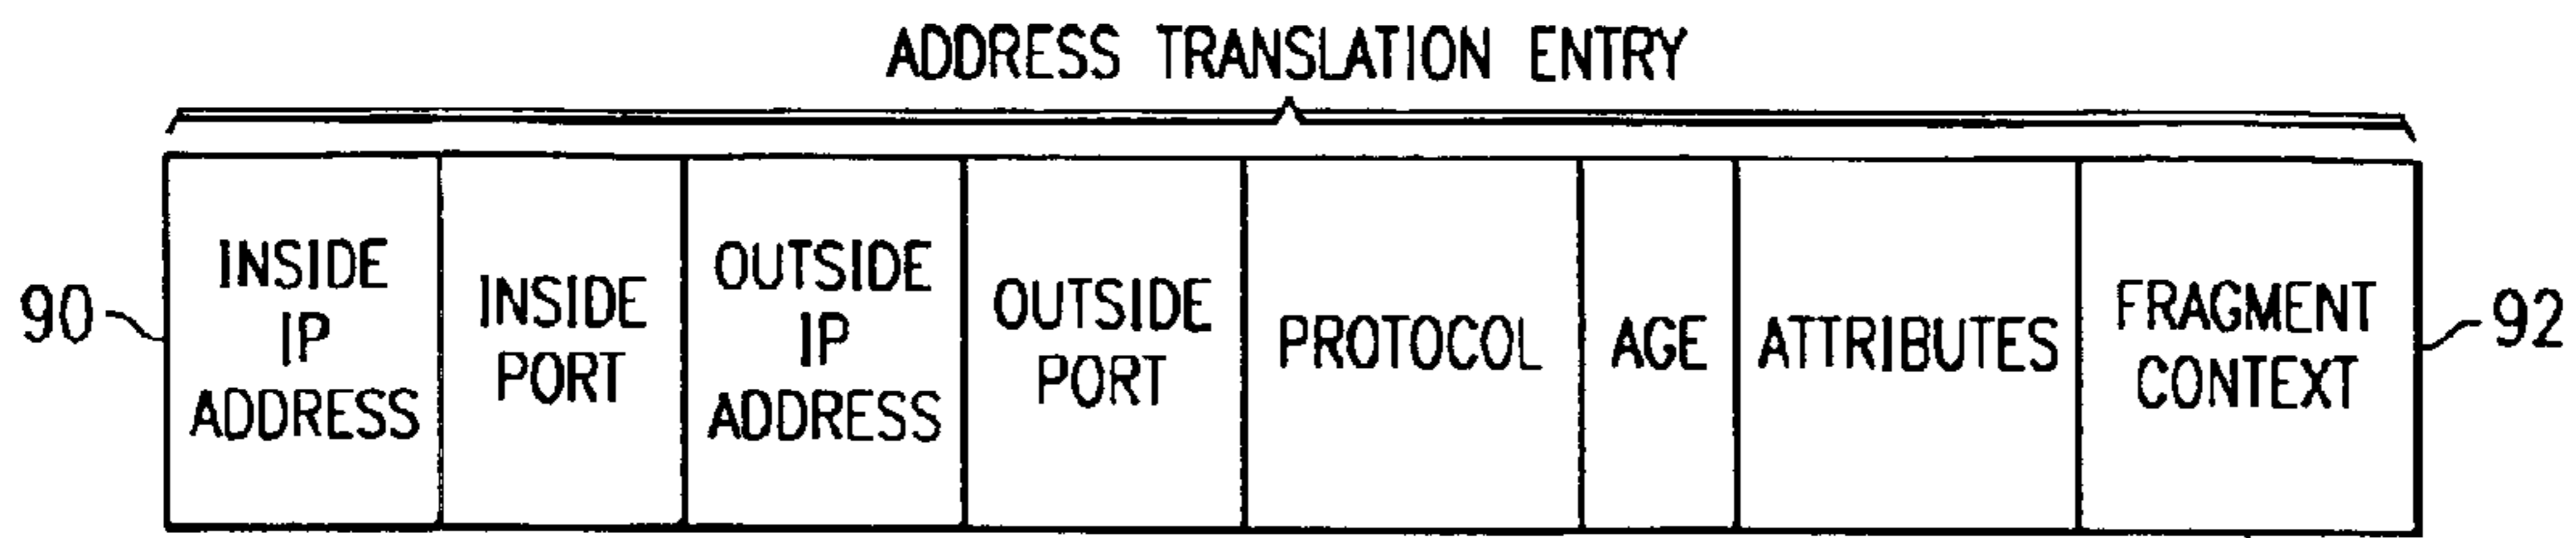 ADDRESS TRANSLATION ENTRY
90
INSIDE
IP
ADDRESS
INSIDE
PORT
OUTSIDE
IP
ADDRESS
OUTSIDE
PORT
PROTOCOL
AGE
ATTRIBUTES
FRAGMENT
CONTEXT
92